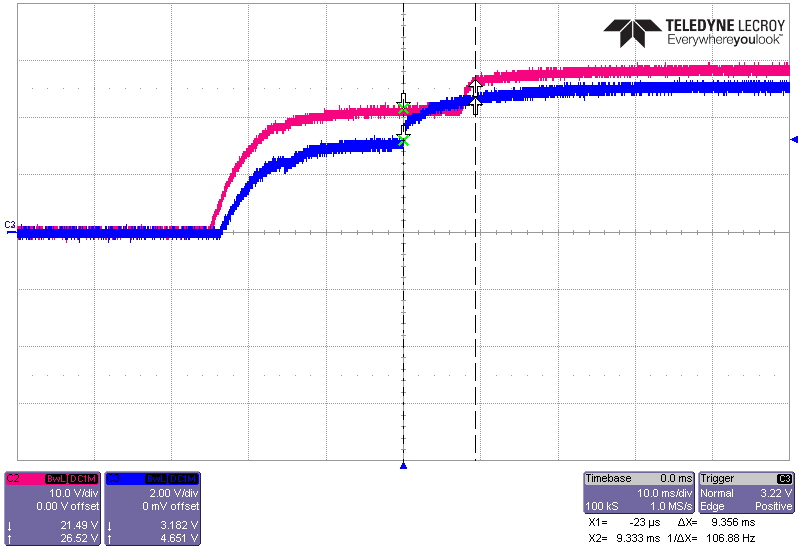 TELEDYNE LECROY
Everywhereyoulook™
C3
C2 BwL DC1M
10.0 V/div
0.00 V offset
↓ 21.49 V
↑ 26.52 V
BwL DC1M
2.00 V/div
0 mV offset
↓ 3.182 V
↑ 4.651 V
Timebase 0.0 ms
10.0 ms/div
100 kS 1.0 MS/s
Trigger C3
Normal 3.22 V
Edge Positive
X1= -23 µs ΔX= 9.356 ms
X2= 9.333 ms 1/ΔX= 106.88 Hz